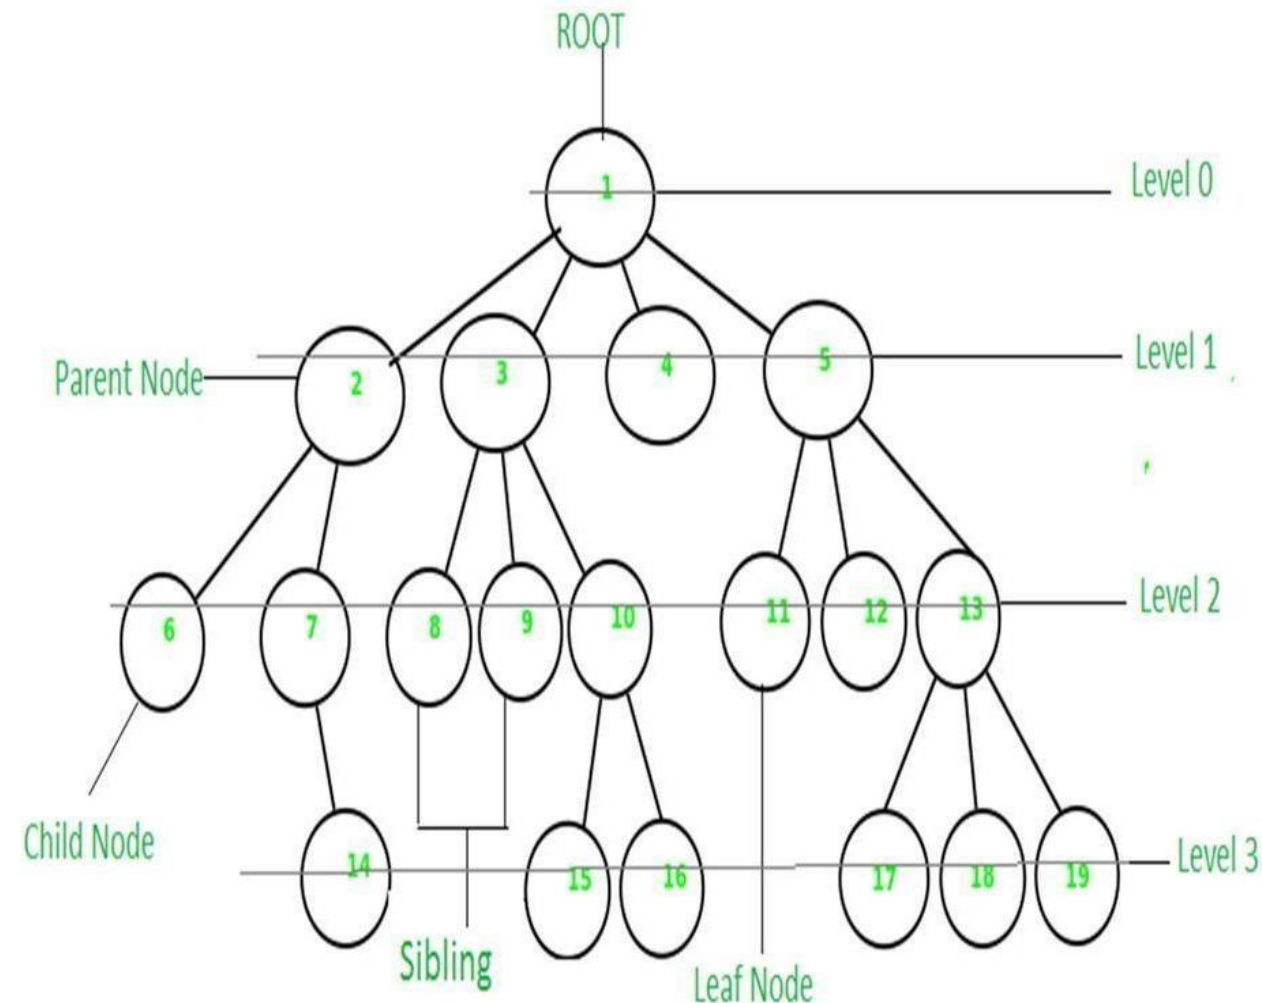 ROOT
1
Level 0
Parent Node
2
3
4
5
Level 1
6
7
8
9
10
11
12
13
Level 2
Child Node
14
15
16
17
18
19
Level 3
Sibling
Leaf Node